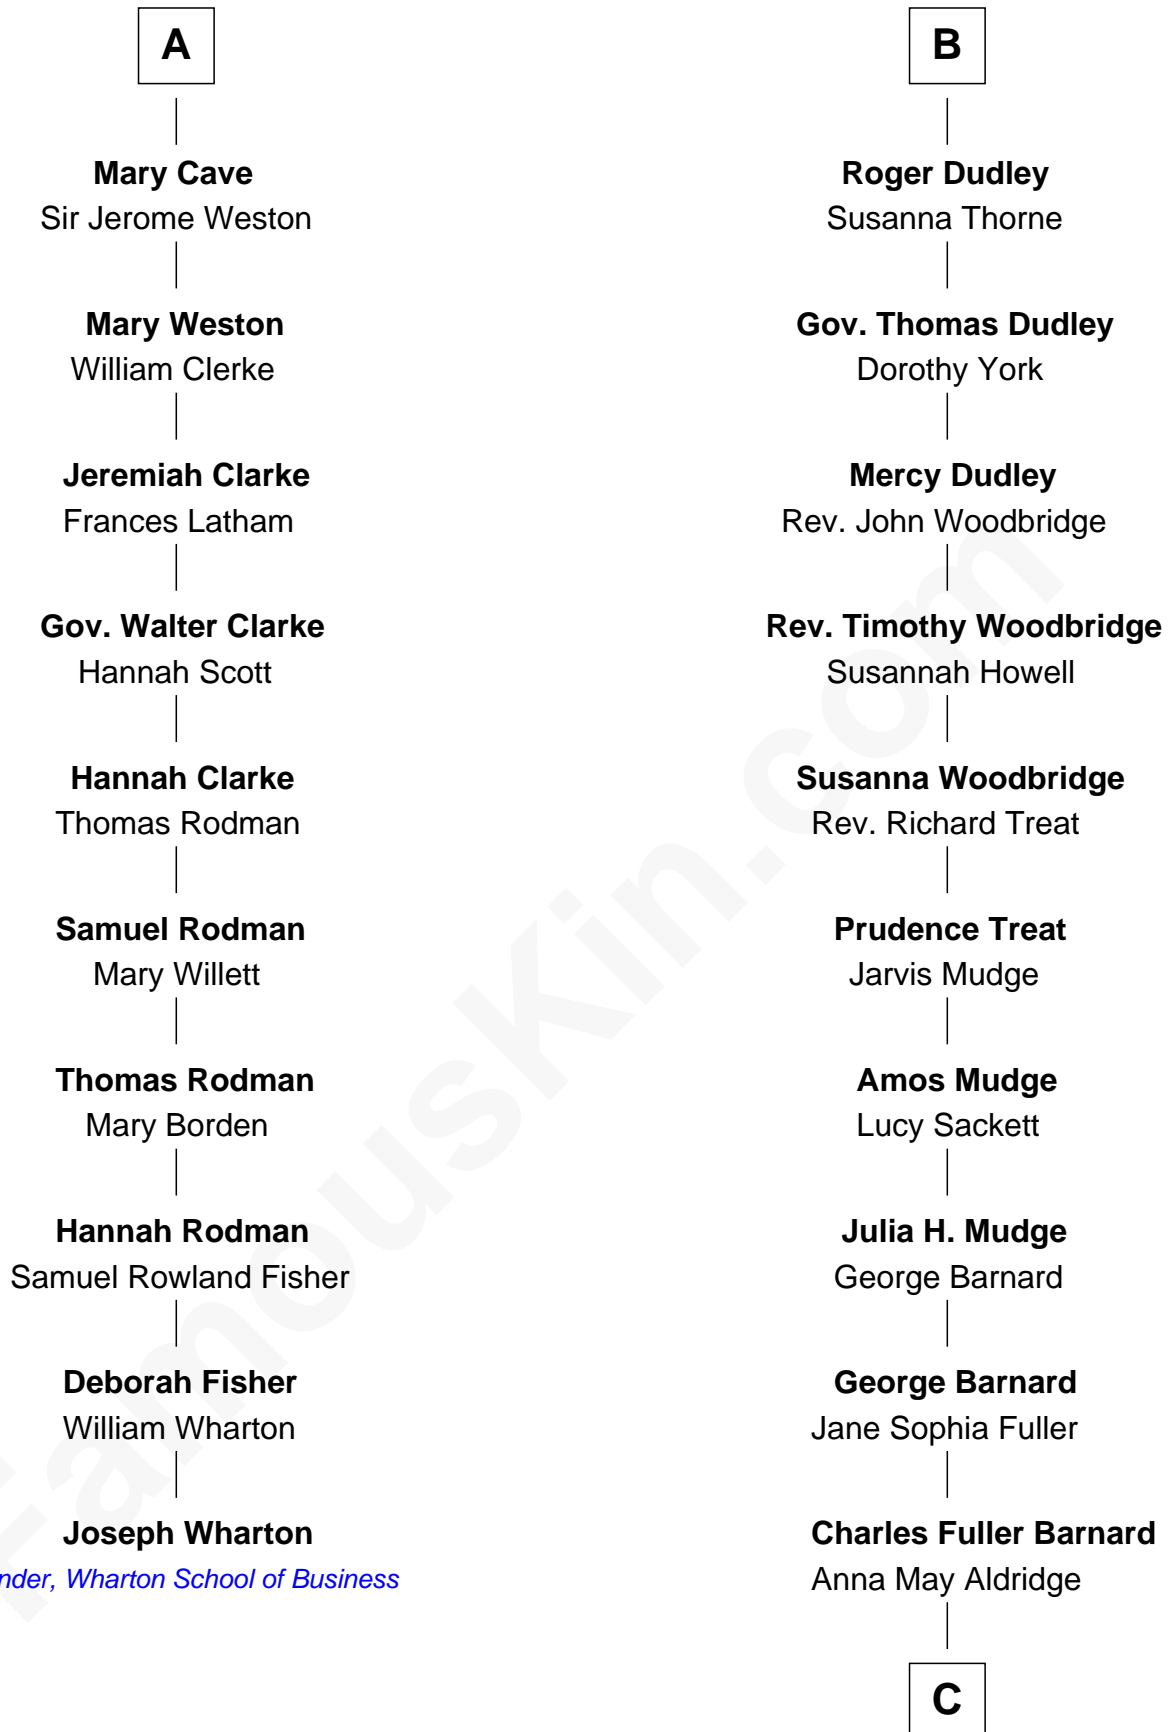 A
Mary Cave
Sir Jerome Weston
Mary Weston
William Clerke
Jeremiah Clarke
Frances Latham
Gov. Walter Clarke
Hannah Scott
Hannah Clarke
Thomas Rodman
Samuel Rodman
Mary Willett
Thomas Rodman
Mary Borden
Hannah Rodman
Samuel Rowland Fisher
Deborah Fisher
William Wharton
Joseph Wharton
nder, Wharton School of Business
B
Roger Dudley
Susanna Thorne
Gov. Thomas Dudley
Dorothy York
Mercy Dudley
Rev. John Woodbridge
Rev. Timothy Woodbridge
Susannah Howell
Susanna Woodbridge
Rev. Richard Treat
Prudence Treat
Jarvis Mudge
Amos Mudge
Lucy Sackett
Julia H. Mudge
George Barnard
George Barnard
Jane Sophia Fuller
Charles Fuller Barnard
Anna May Aldridge
C
FamousKin.com